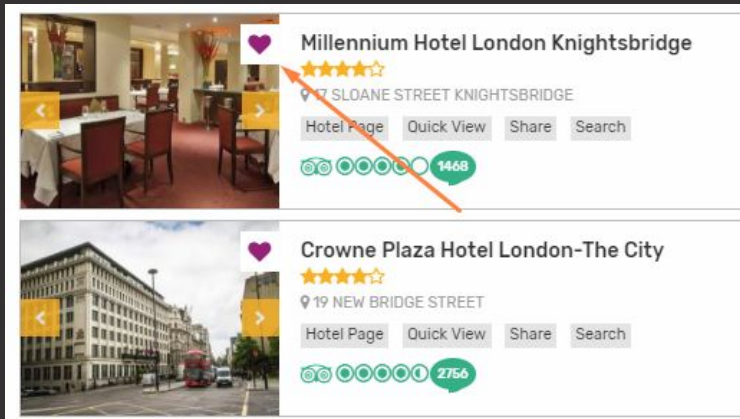 Millennium Hotel London Knightsbridge
17 SLOANE STREET KNIGHTSBRIDGE
Hotel Page Quick View Share Search
1468
Crowne Plaza Hotel London-The City
19 NEW BRIDGE STREET
Hotel Page Quick View Share Search
2756